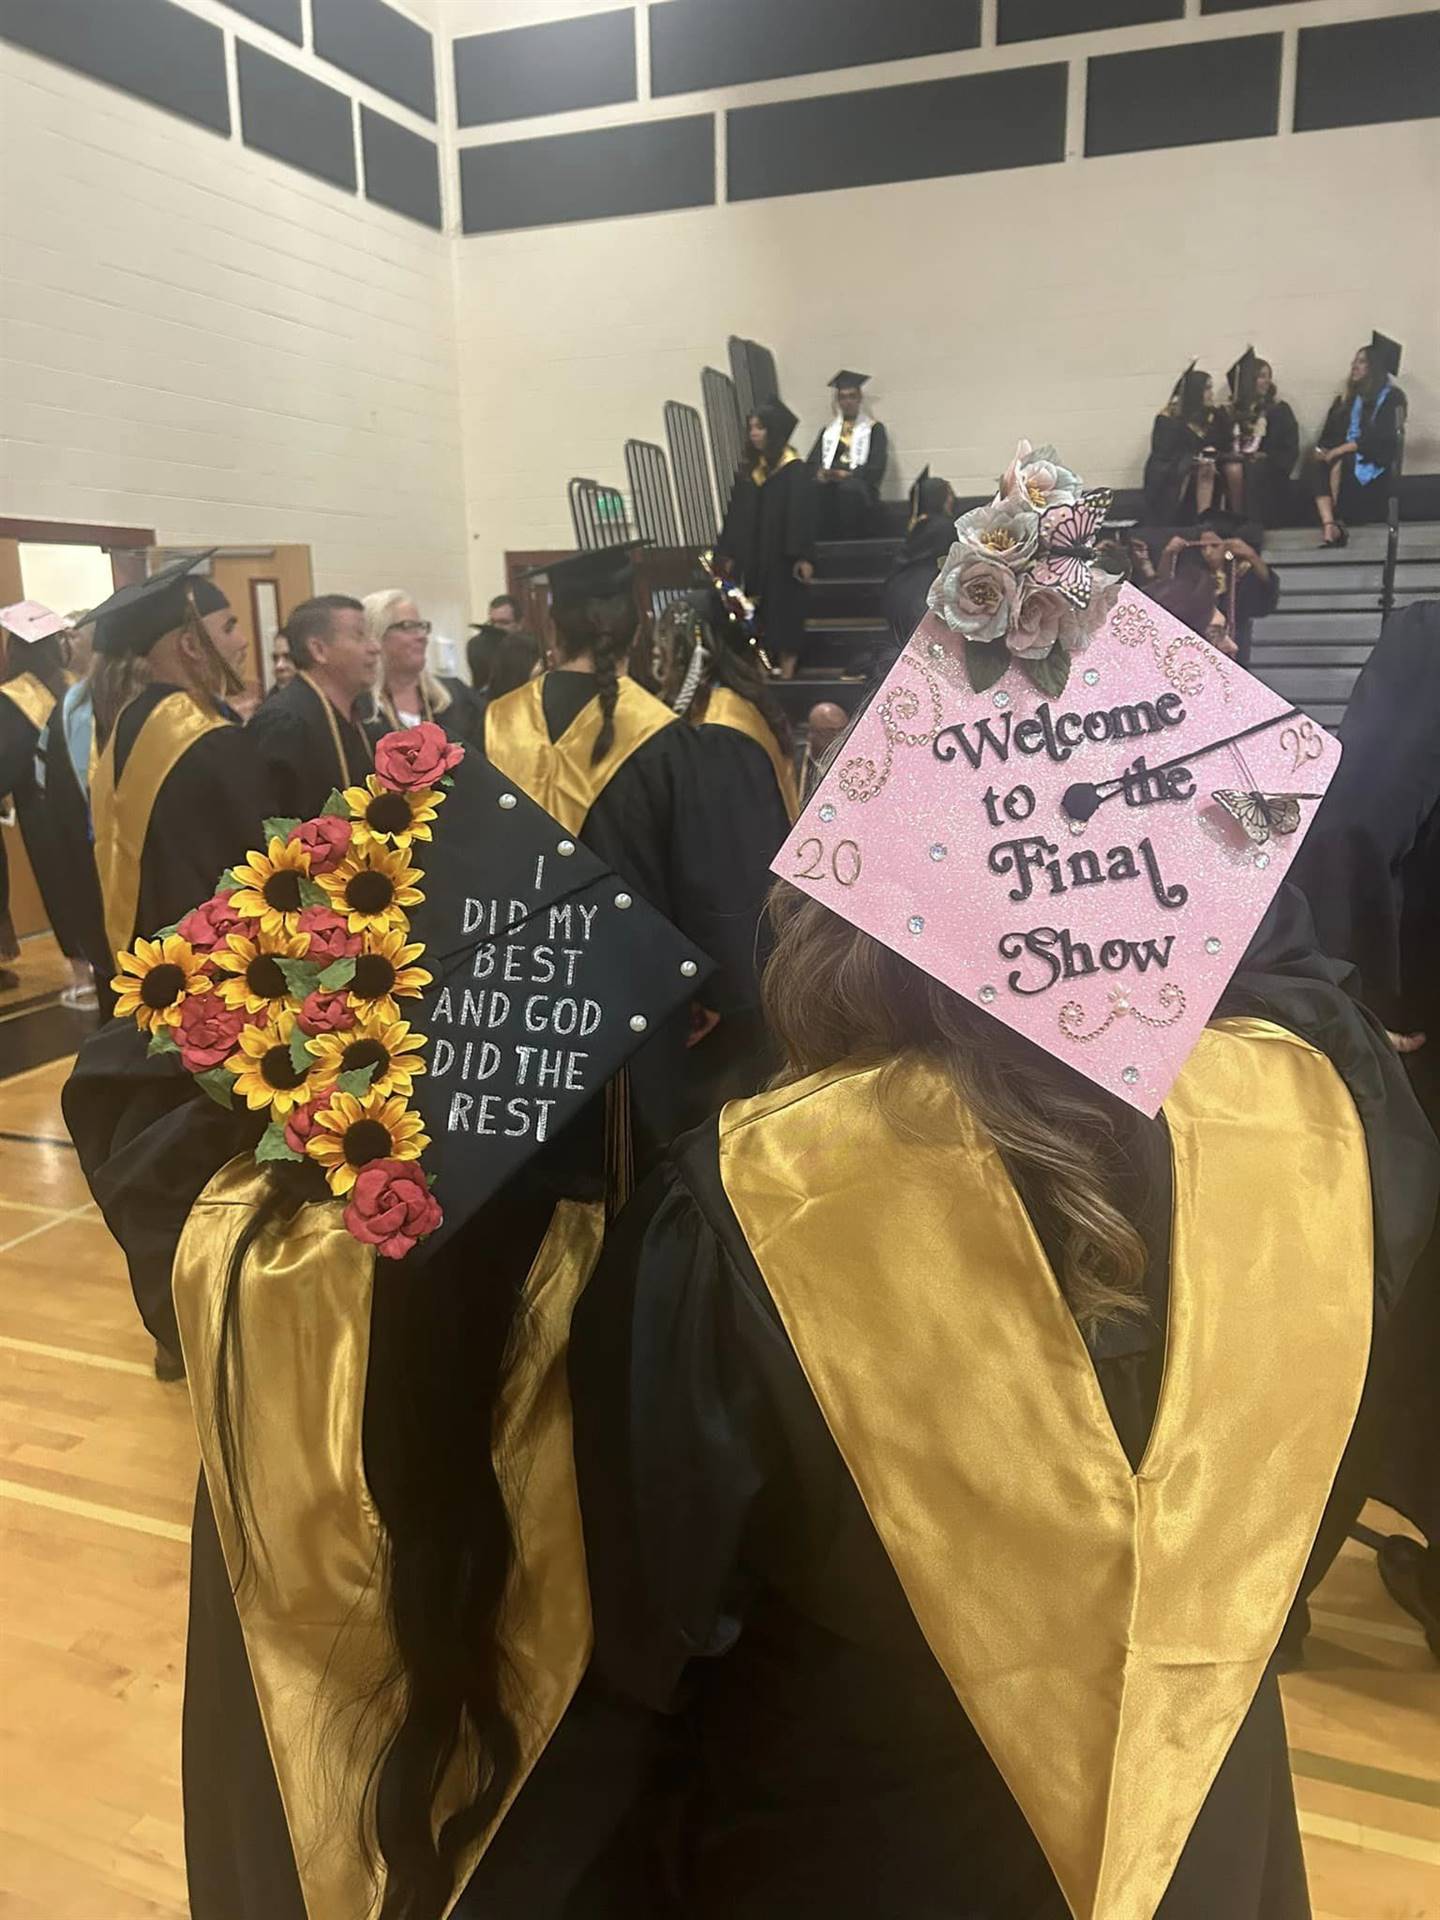 I
DID MY
BEST
AND GOD
DID THE
REST
Welcome
to the
Final
Show
20
23